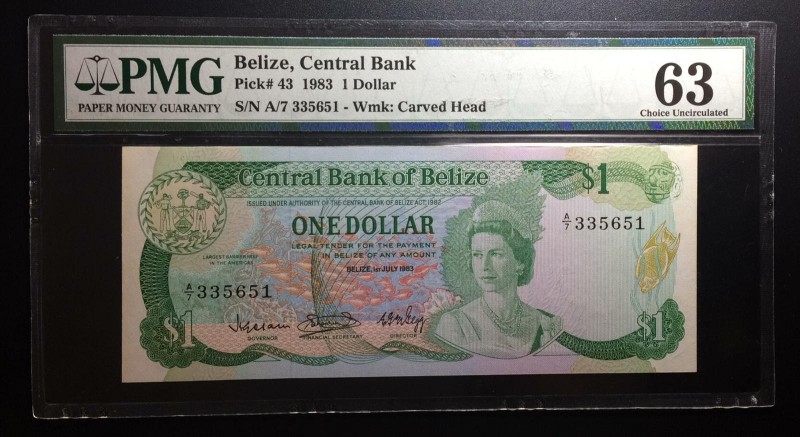 PMG
PAPER MONEY GUARANTY
Belize, Central Bank
Pick# 43 1983 1 Dollar
S/N A/7 335651 - Wmk: Carved Head
63
Choice Uncirculated
Central Bank of Belize
$1
ISSUED UNDER AUTHORITY OF THE CENTRAL BANK OF BELIZE ACT 1982
ONE DOLLAR
A/7 335651
LEGAL TENDER FOR THE PAYMENT
IN BELIZE OF ANY AMOUNT
LARGEST BARRIER REEF
IN THE AMERICAS
BELIZE, 1ST JULY 1983
A/7 335651
$1
GOVERNOR
FINANCIAL SECRETARY
DIRECTOR
$1